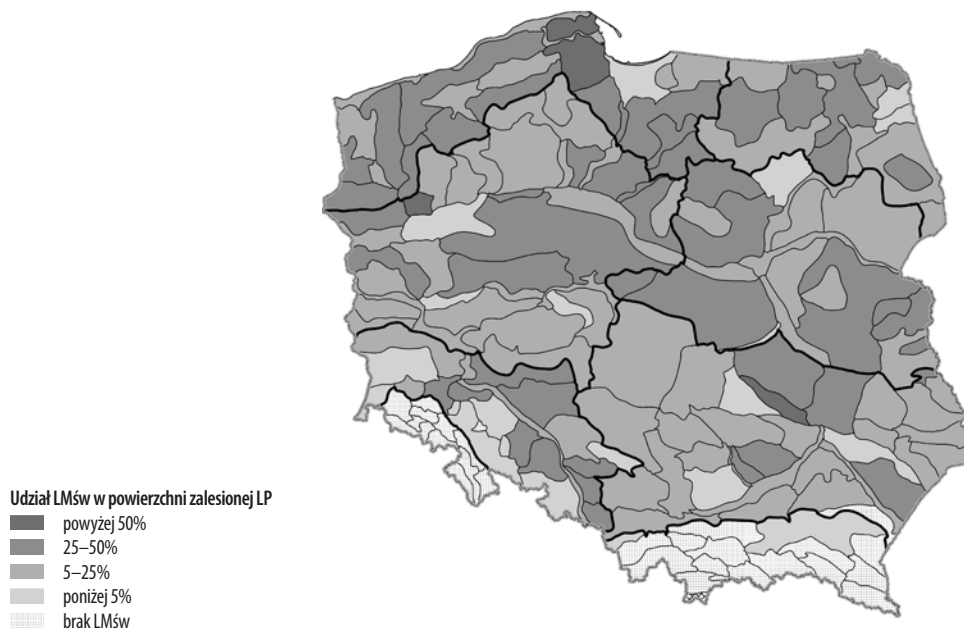 Udział LMśw w powierzchni zalesionej LP
powyżej 50%
25–50%
5–25%
poniżej 5%
brak LMśw